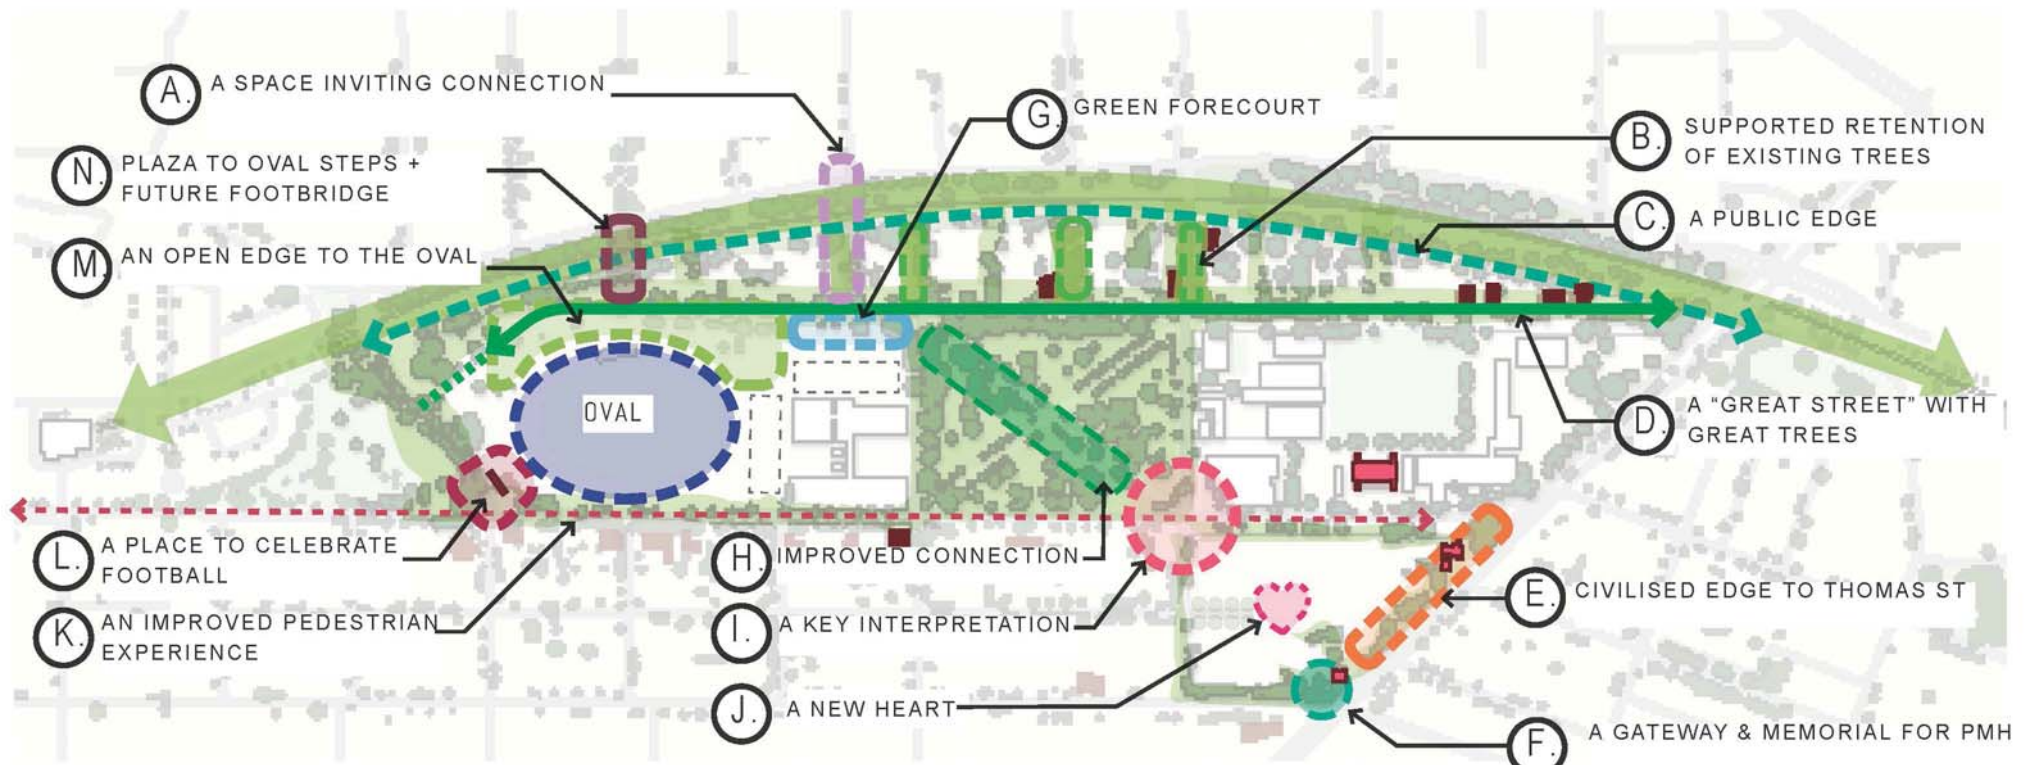 A. A SPACE INVITING CONNECTION
G. GREEN FORECOURT
B. SUPPORTED RETENTION
OF EXISTING TREES
N. PLAZA TO OVAL STEPS +
FUTURE FOOTBRIDGE
C. A PUBLIC EDGE
M. AN OPEN EDGE TO THE OVAL
OVAL
D. A “GREAT STREET” WITH
GREAT TREES
L. A PLACE TO CELEBRATE
FOOTBALL
H. IMPROVED CONNECTION
E. CIVILISED EDGE TO THOMAS ST
K. AN IMPROVED PEDESTRIAN
EXPERIENCE
I. A KEY INTERPRETATION
J. A NEW HEART
F. A GATEWAY & MEMORIAL FOR PMH